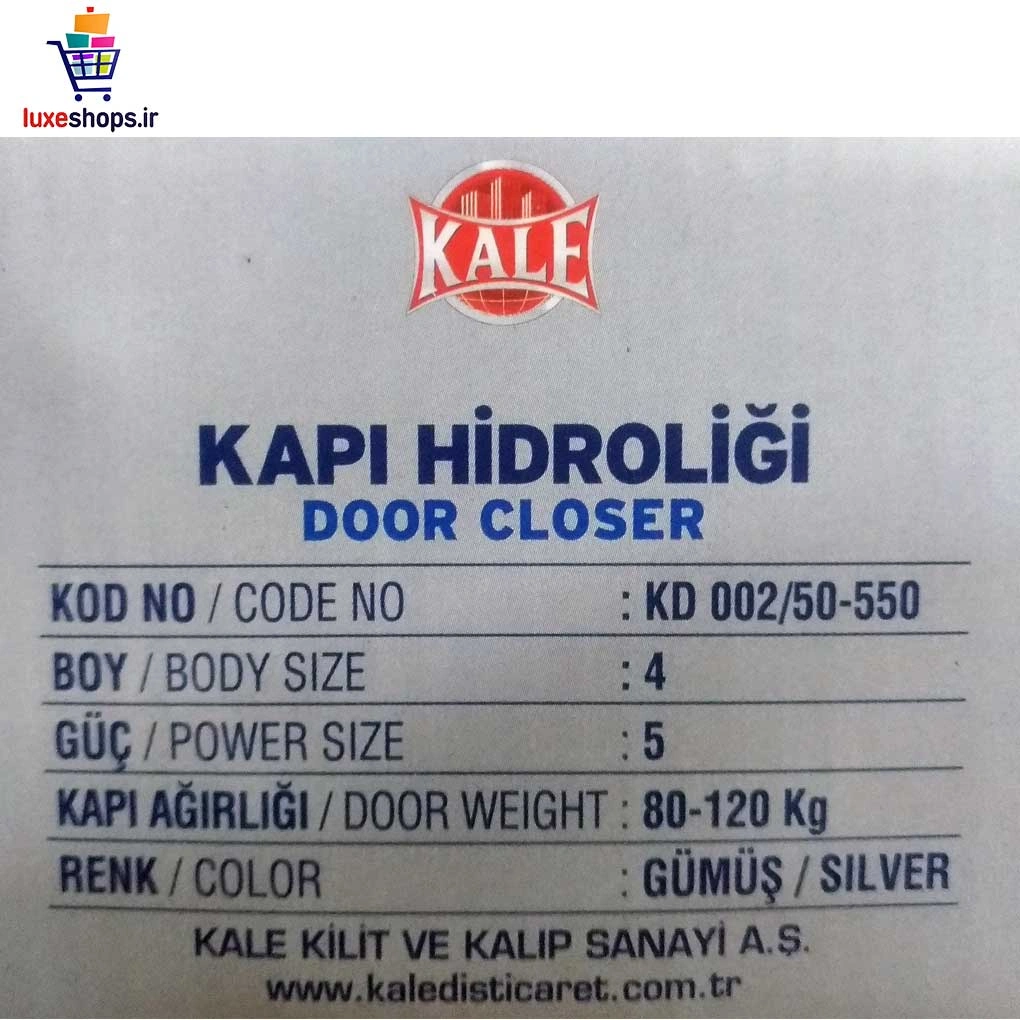 luxeshops.ir
KALE
KAPI HİDROLİĞİ
DOOR CLOSER
KOD NO / CODE NO : KD 002/50-550
BOY / BODY SIZE : 4
GÜÇ / POWER SIZE : 5
KAPI AĞIRLIĞI / DOOR WEIGHT : 80-120 Kg
RENK / COLOR : GÜMÜŞ / SILVER
KALE KİLİT VE KALIP SANAYİ A.Ş.
www.kaledisticaret.com.tr